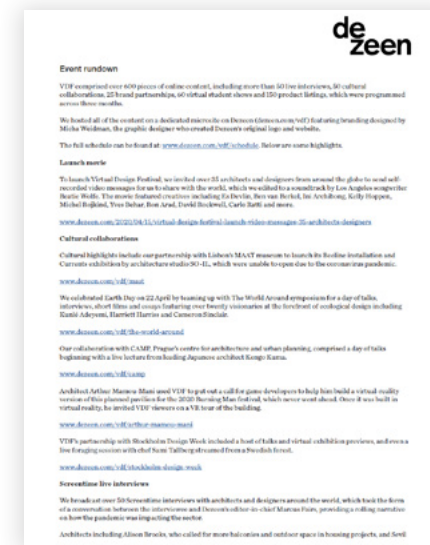 de
zeen
Event rundown
VDF comprised over 600 pieces of online content, including more than 50 live interviews, 50 cultural
collaborations, 25 brand partnerships, 60 virtual student shows and 150 product listings, which were programmed
across three months.
We hosted all of the content on a dedicated microsite on Dezeen (dezeen.com/vdf) featuring branding designed by
Micha Weidman, the graphic designer who created Dezeen's original logo and website.
The full schedule can be found at: www.dezeen.com/vdf/schedule. Below are some highlights.
Launch movie
To launch Virtual Design Festival, we invited over 35 architects and designers from around the globe to send self-
recorded video messages for us to share with the world, which we edited to a soundtrack by Los Angeles songwriter
Beatie Wolfe. The movie featured creatives including Es Devlin, Ben van Berkel, Ini Archibong, Kelly Hoppen,
Michel Rojkind, Yves Behar, Ron Arad, David Rockwell, Carlo Ratti and more.
www.dezeen.com/2020/04/15/virtual-design-festival-launch-video-messages-35-architects-designers
Cultural collaborations
Cultural highlights include our partnership with Lisbon's MAAT museum to launch its Beeline installation and
Currents exhibition by architecture studio SO-IL, which were unable to open due to the coronavirus pandemic.
www.dezeen.com/vdf/maat
We celebrated Earth Day on 22 April by teaming up with The World Around symposium for a day of talks,
interviews, short films and essays featuring over twenty visionaries at the forefront of ecological design including
Kunlé Adeyemi, Harriett Harriss and Cameron Sinclair.
www.dezeen.com/vdf/the-world-around
Our collaboration with CAMP, Prague's centre for architecture and urban planning, comprised a day of talks
beginning with a live lecture from leading Japanese architect Kengo Kuma.
www.dezeen.com/vdf/camp
Architect Arthur Mamou-Mani used VDF to put out a call for game developers to help him build a virtual reality
version of this planned pavilion for the 2020 Burning Man festival, which never went ahead. Once it was built in
virtual reality, he invited VDF viewers on a VR tour of the building.
www.dezeen.com/vdf/arthur-mamou-mani
VDF's partnership with Stockholm Design Week included a host of talks and virtual exhibition previews, and even a
live foraging session with chef Sami Tallberg streamed from a Swedish forest.
www.dezeen.com/vdf/stockholm-design-week
Screentime live interviews
We broadcast over 50 Screentime interviews with architects and designers around the world, which took the form
of a conversation between the interviewee and Dezeen's editor-in-chief Marcus Fairs, providing a rolling narrative
on how the pandemic was impacting the sector.
Architects including Alison Brooks, who called for more balconies and outdoor space in housing projects, and Sevil